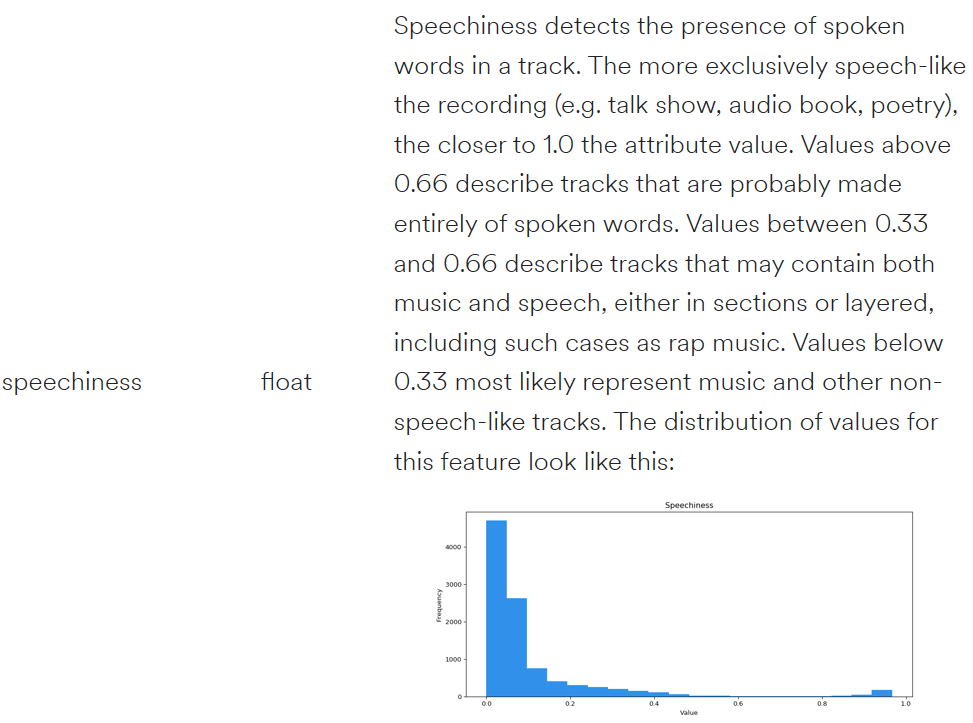 Speechiness detects the presence of spoken
words in a track. The more exclusively speech-like
the recording (e.g. talk show, audio book, poetry),
the closer to 1.0 the attribute value. Values above
0.66 describe tracks that are probably made
entirely of spoken words. Values between 0.33
and 0.66 describe tracks that may contain both
music and speech, either in sections or layered,
including such cases as rap music. Values below
speechiness float 0.33 most likely represent music and other non-
speech-like tracks. The distribution of values for
this feature look like this:
Speechiness
4000
3000
2000
1000
0
Frequency
0.0 0.2 0.4 0.6 0.8 1.0
Value